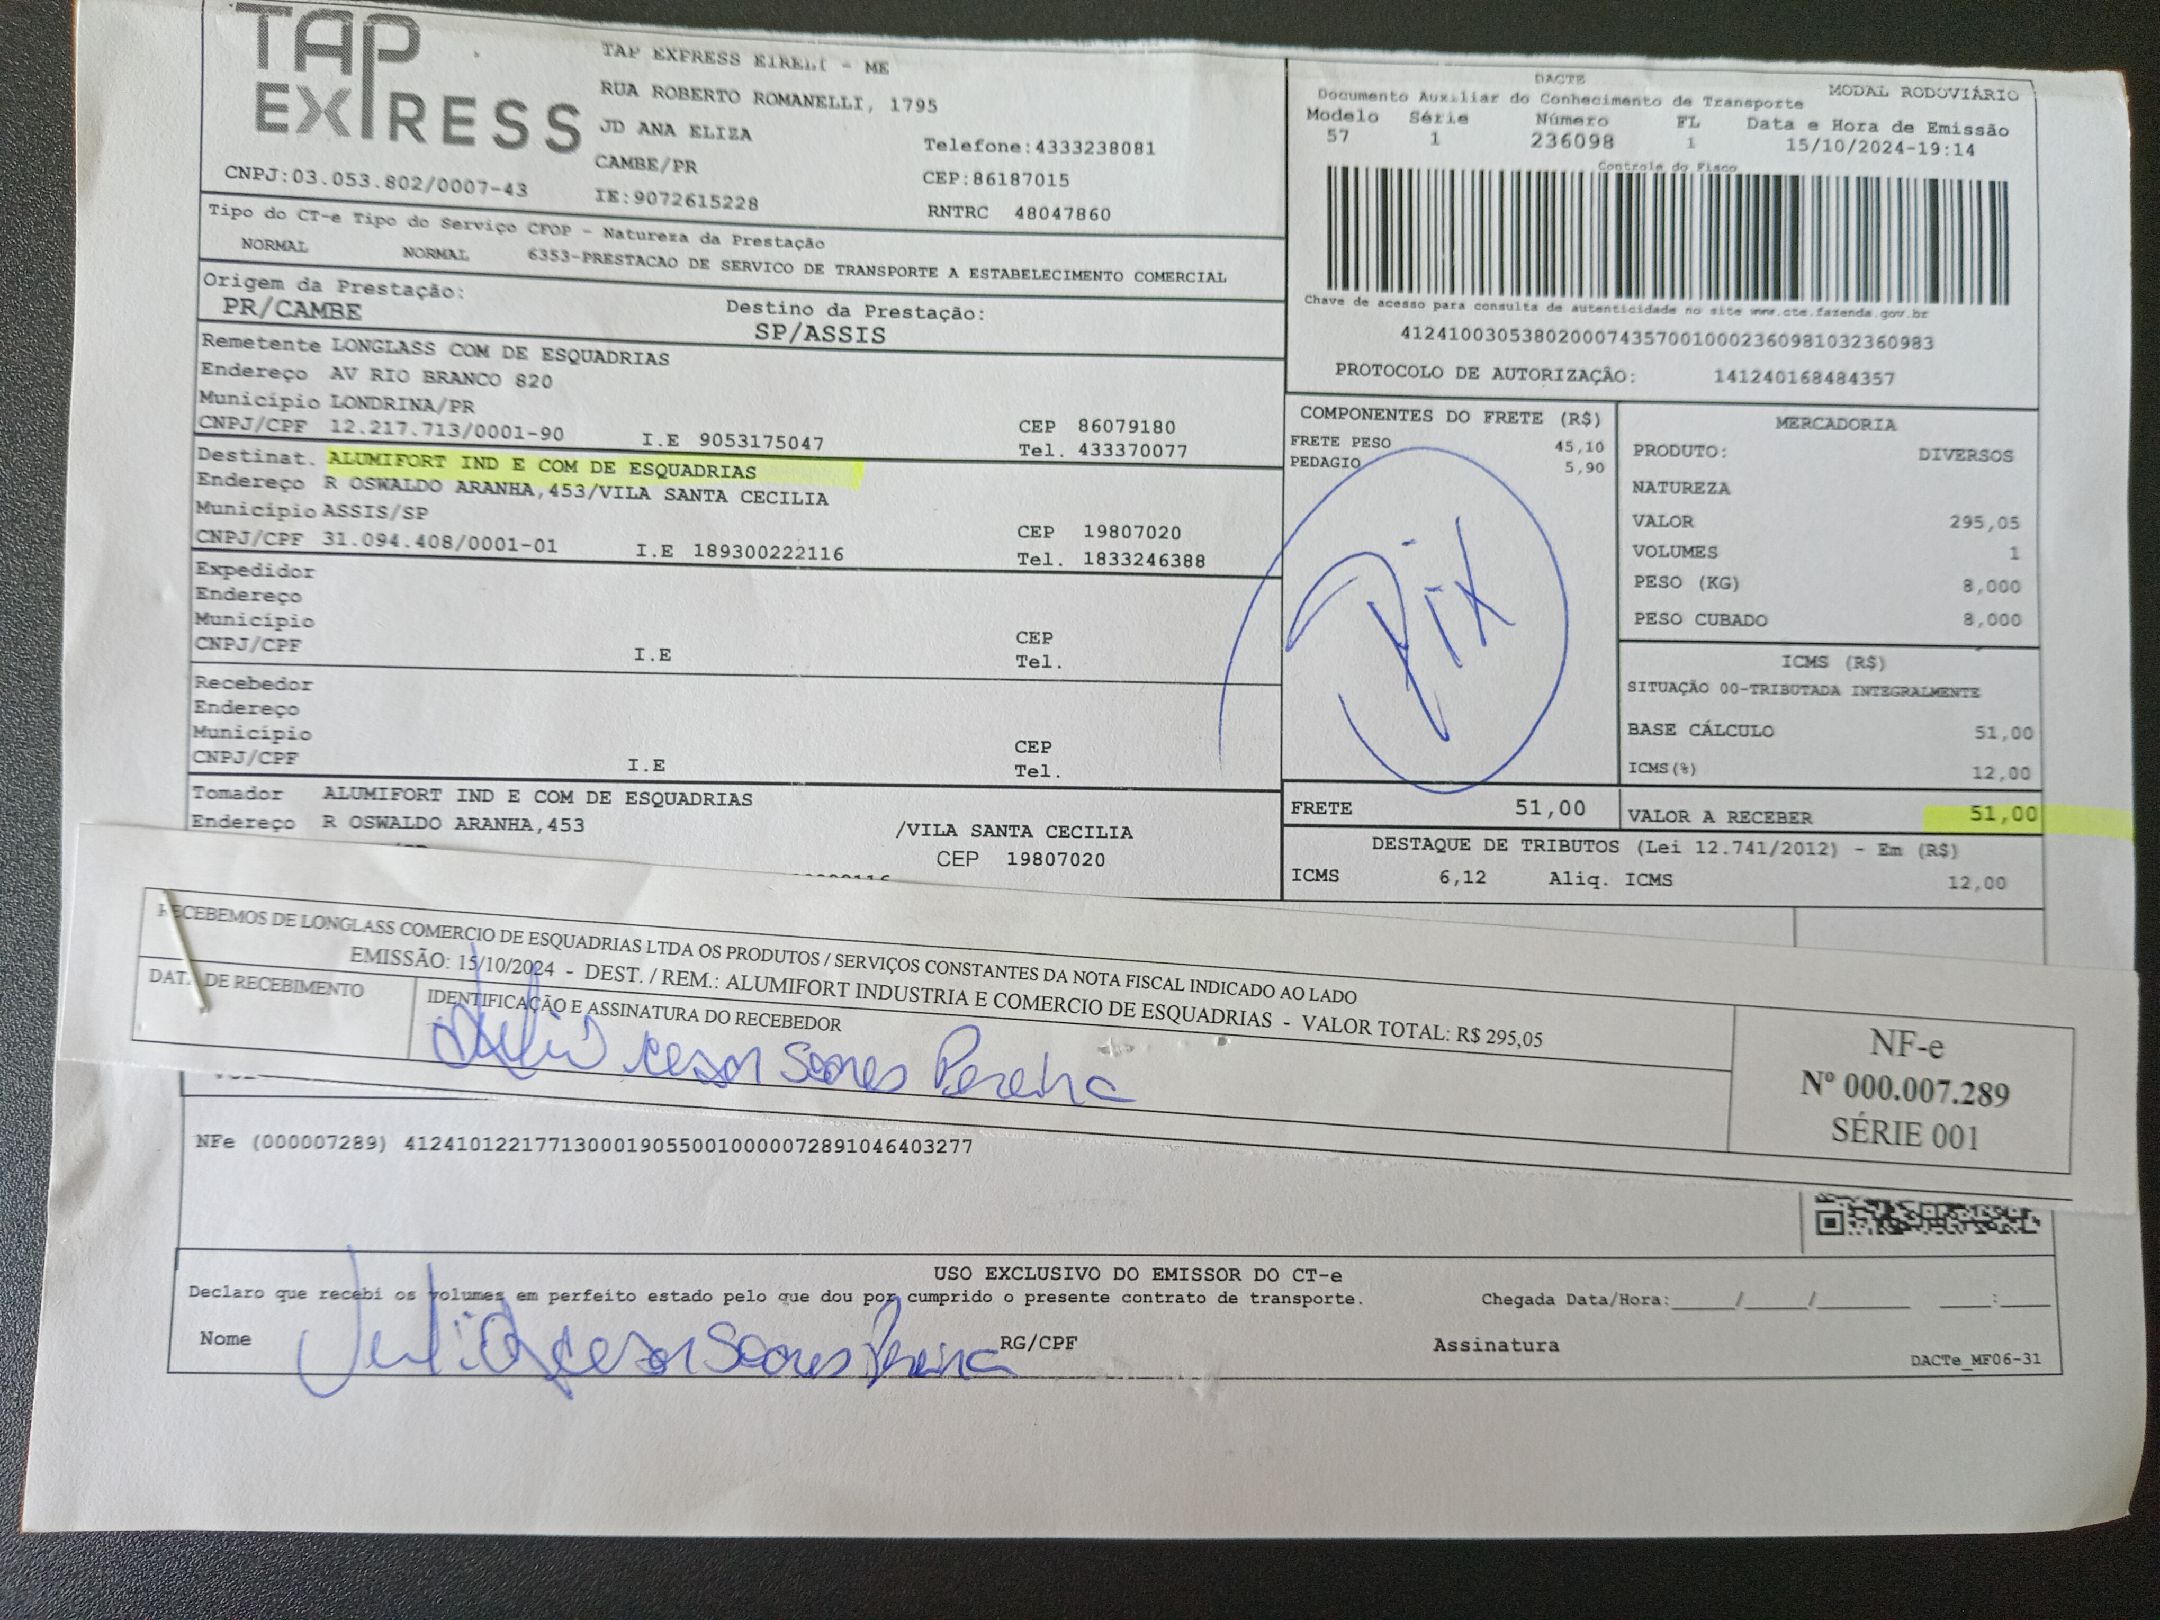 TAP EXPRESS
TAP EXPRESS EIRELI - ME
RUA ROBERTO ROMANELLI, 1795
JD ANA ELIZA
Telefone:4333238081
CAMBE/PR
CEP:86187015
CNPJ:03.053.802/0007-43
IE:9072615228
RNTRC 48047860
Tipo do CT-e Tipo do Serviço CFOP - Natureza da Prestação
NORMAL NORMAL 6353-PRESTACAO DE SERVICO DE TRANSPORTE A ESTABELECIMENTO COMERCIAL
Origem da Prestação:
PR/CAMBE
Destino da Prestação:
SP/ASSIS
Remetente LONGLASS COM DE ESQUADRIAS
Endereço AV RIO BRANCO 820
Município LONDRINA/PR
CEP 86079180
CNPJ/CPF 12.217.713/0001-90 I.E 9053175047 Tel. 433370077
Destinat. ALUMIFORT IND E COM DE ESQUADRIAS
Endereço R OSWALDO ARANHA,453/VILA SANTA CECILIA
Município ASSIS/SP
CEP 19807020
CNPJ/CPF 31.094.408/0001-01 I.E 189300222116 Tel. 1833246388
Expedidor
Endereço
Município
CEP
CNPJ/CPF I.E Tel.
Recebedor
Endereço
Município
CEP
CNPJ/CPF I.E Tel.
Tomador ALUMIFORT IND E COM DE ESQUADRIAS
Endereço R OSWALDO ARANHA,453 /VILA SANTA CECILIA
CEP 19807020
DACTE
MODAL RODOVIÁRIO
Documento Auxiliar do Conhecimento de Transporte
Modelo Série Número FL Data e Hora de Emissão
57 1 236098 1 15/10/2024-19:14
Controle do Fisco
Chave de acesso para consulta de autenticidade no site www.cte.fazenda.gov.br
41241003053802000743570010002360981032360983
PROTOCOLO DE AUTORIZAÇÃO: 141240168484357
COMPONENTES DO FRETE (R$)
FRETE PESO 45,10
PEDAGIO 5,90
Pix
MERCADORIA
PRODUTO: DIVERSOS
NATUREZA
VALOR 295,05
VOLUMES 1
PESO (KG) 8,000
PESO CUBADO 8,000
ICMS (R$)
SITUAÇÃO 00-TRIBUTADA INTEGRALMENTE
BASE CÁLCULO 51,00
ICMS(%) 12,00
FRETE 51,00
VALOR A RECEBER 51,00
DESTAQUE DE TRIBUTOS (Lei 12.741/2012) - Em (R$)
ICMS 6,12 Aliq. ICMS 12,00
RECEBEMOS DE LONGLASS COMERCIO DE ESQUADRIAS LTDA OS PRODUTOS / SERVIÇOS CONSTANTES DA NOTA FISCAL INDICADO AO LADO
EMISSÃO: 15/10/2024 - DEST. / REM.: ALUMIFORT INDUSTRIA E COMERCIO DE ESQUADRIAS - VALOR TOTAL: R$ 295,05
DATA DE RECEBIMENTO
IDENTIFICAÇÃO E ASSINATURA DO RECEBEDOR
Julio cesar Soares Pereira
NF-e
Nº 000.007.289
SÉRIE 001
NFe (000007289) 41241012217713000190550010000072891046403277
USO EXCLUSIVO DO EMISSOR DO CT-e
Declaro que recebi os volumes em perfeito estado pelo que dou por cumprido o presente contrato de transporte.
Chegada Data/Hora:____/____/____ __:__
Nome Julio cesar Soares Pereira RG/CPF Assinatura
DACTe_MF06-31